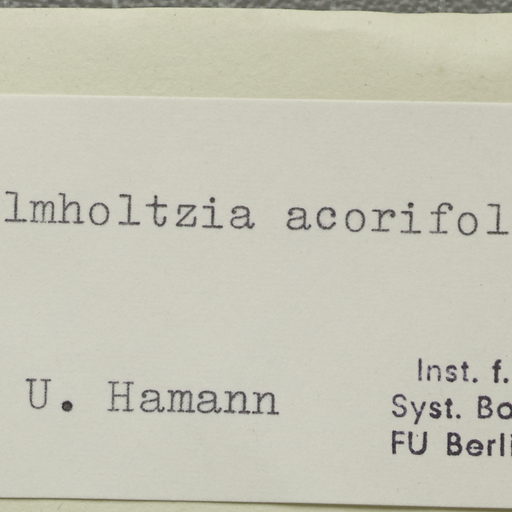 lmholtzia acorifol
U. Hamann
Inst. f.
Syst. Bo
FU Berli